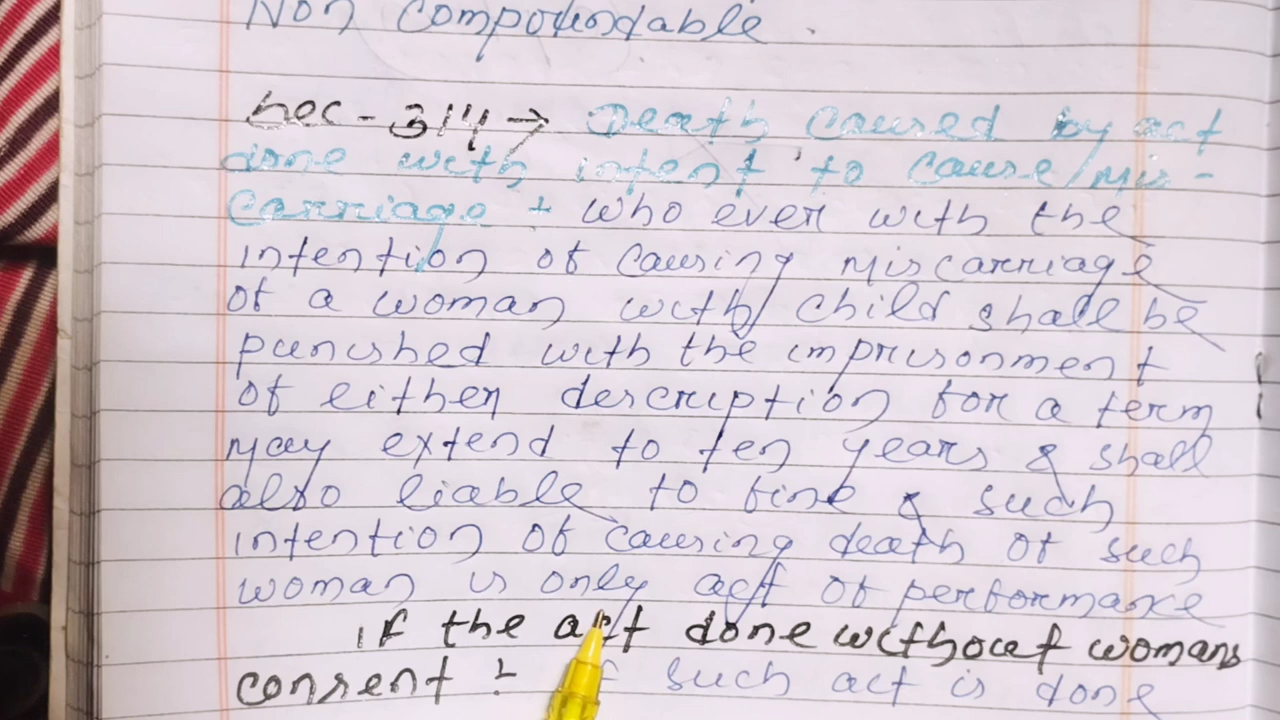 Non Compoundable.
Sec - 314 → Death Caused by act
done with intent to cause/mis-
Carriage ÷ who ever with the
intention of causing miscarriage
of a woman with child shall be
punished with the imprisonment
of either description for a term
may extend to ten years & shall
also liable to fine & such
intention of causing death of such
woman is only act of performance
if the act done without womans
consent ÷ such act is done